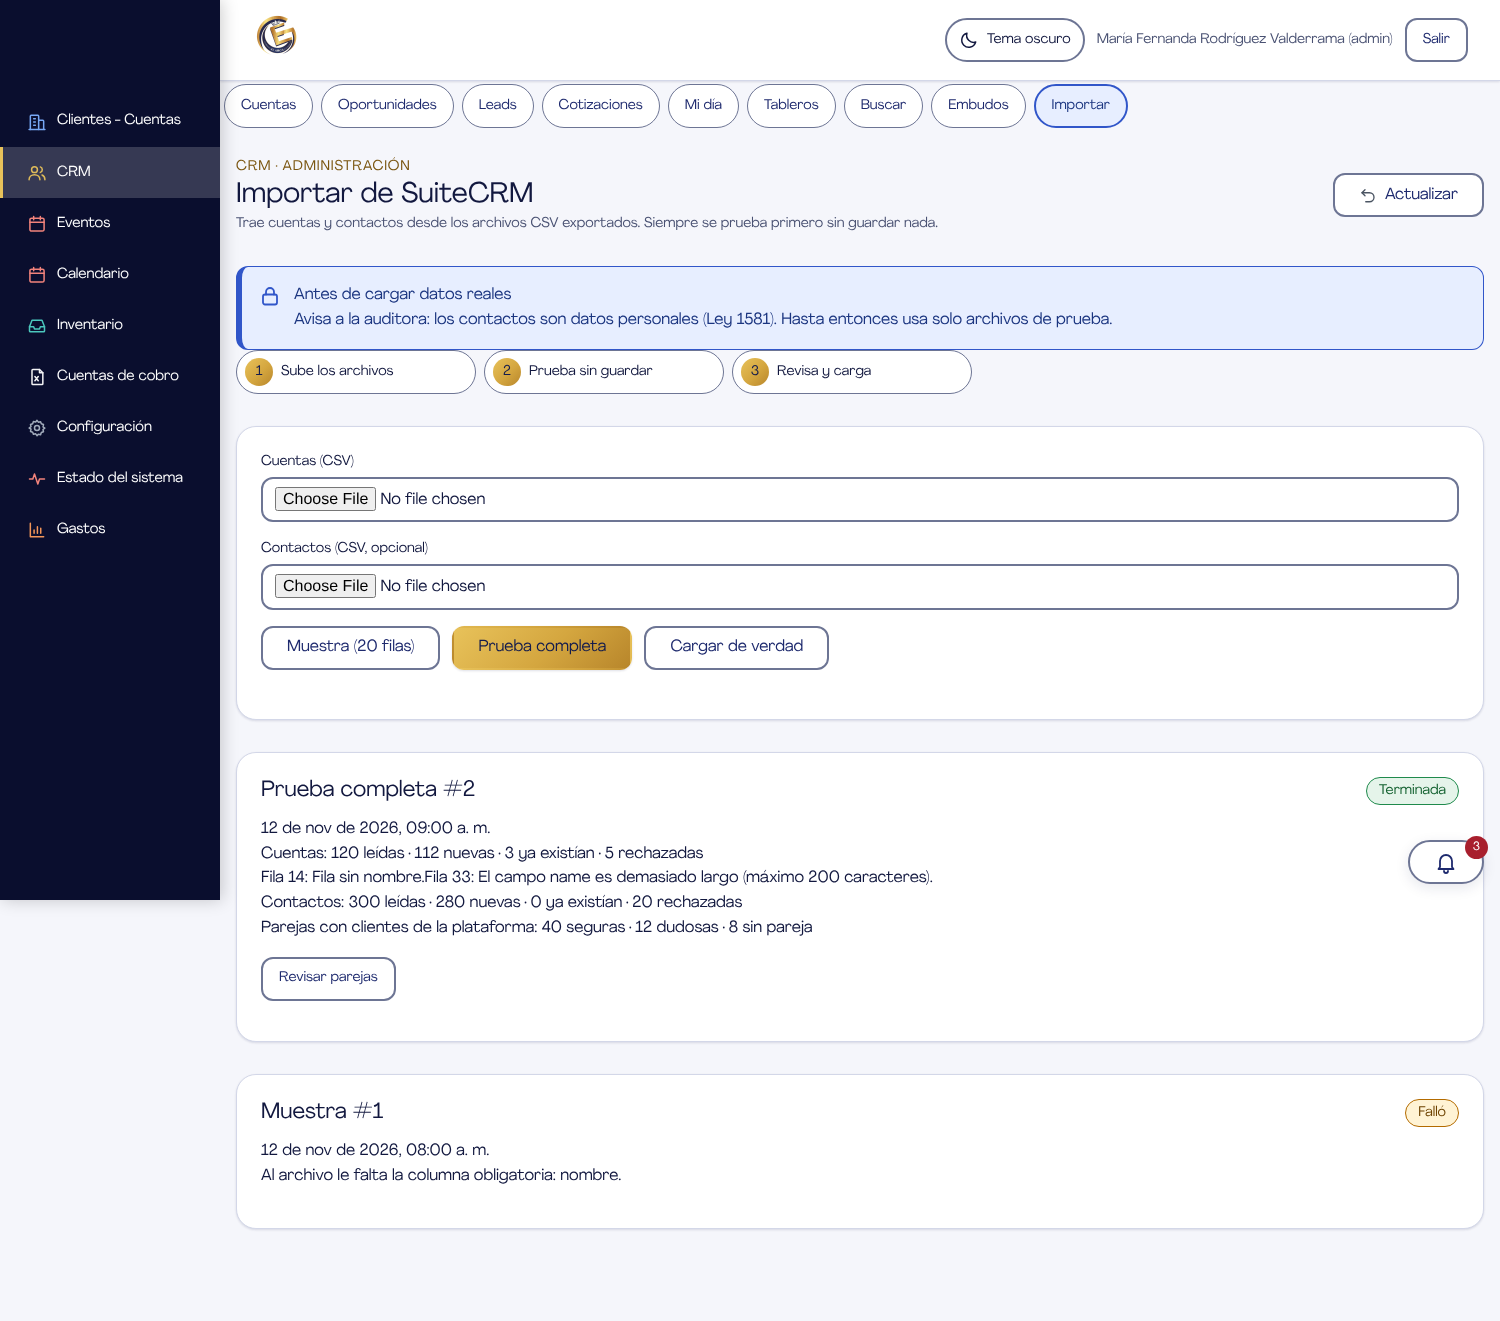 Tema oscuro
María Fernanda Rodríguez Valderrama (admin)
Salir
Clientes - Cuentas
CRM
Eventos
Calendario
Inventario
Cuentas de cobro
Configuración
Estado del sistema
Gastos
Cuentas
Oportunidades
Leads
Cotizaciones
Mi día
Tableros
Buscar
Embudos
Importar
CRM · ADMINISTRACIÓN
Importar de SuiteCRM
Trae cuentas y contactos desde los archivos CSV exportados. Siempre se prueba primero sin guardar nada.
Actualizar
Antes de cargar datos reales
Avisa a la auditora: los contactos son datos personales (Ley 1581). Hasta entonces usa solo archivos de prueba.
1 Sube los archivos
2 Prueba sin guardar
3 Revisa y carga
Cuentas (CSV)
Choose File No file chosen
Contactos (CSV, opcional)
Choose File No file chosen
Muestra (20 filas)
Prueba completa
Cargar de verdad
Prueba completa #2
Terminada
12 de nov de 2026, 09:00 a. m.
Cuentas: 120 leídas · 112 nuevas · 3 ya existían · 5 rechazadas
Fila 14: Fila sin nombre.Fila 33: El campo name es demasiado largo (máximo 200 caracteres).
Contactos: 300 leídas · 280 nuevas · 0 ya existían · 20 rechazadas
Parejas con clientes de la plataforma: 40 seguras · 12 dudosas · 8 sin pareja
3
Revisar parejas
Muestra #1
Falló
12 de nov de 2026, 08:00 a. m.
Al archivo le falta la columna obligatoria: nombre.